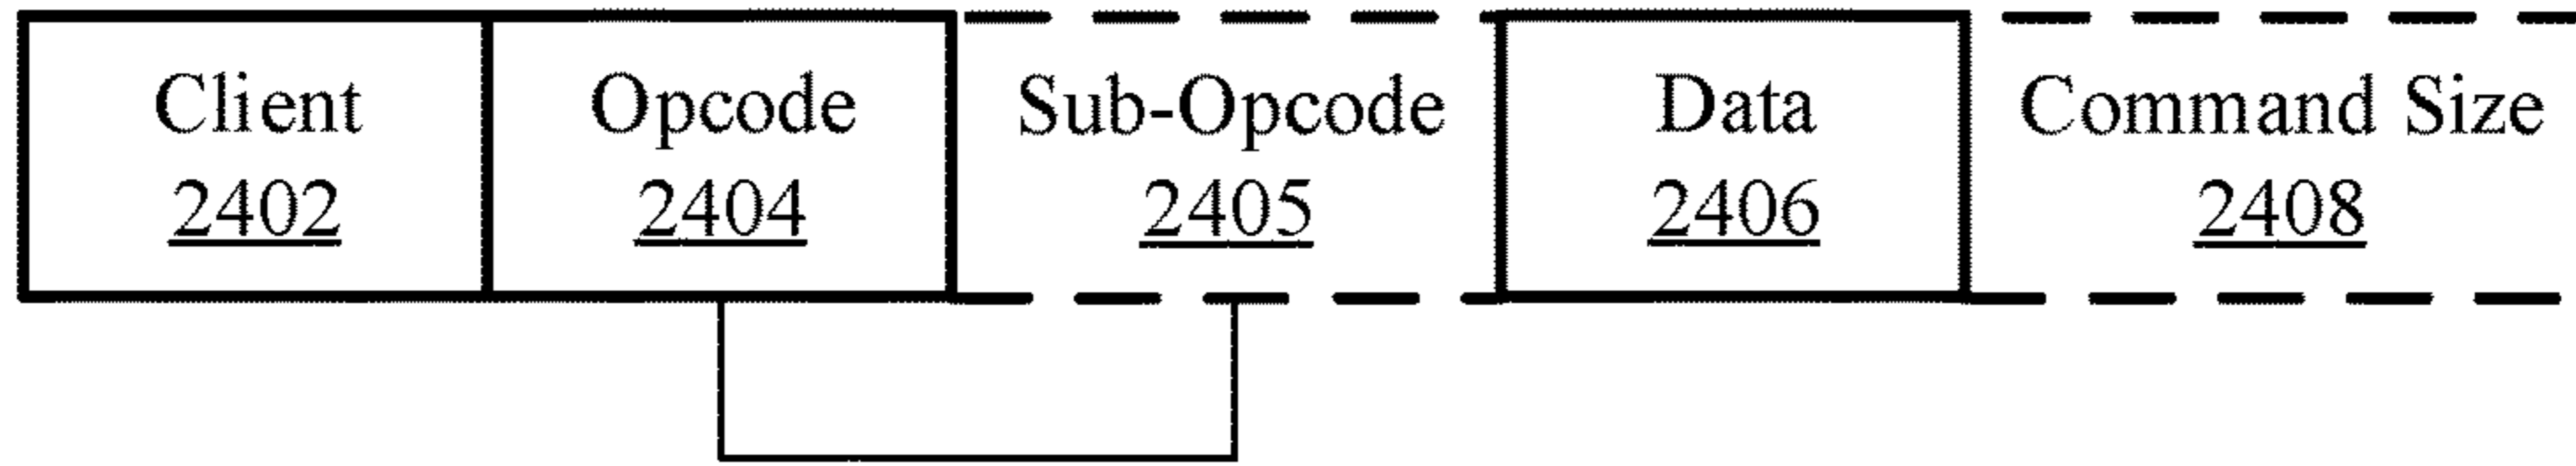 Client
2402
Opcode
2404
Sub-Opcode
2405
Data
2406
Command Size
2408